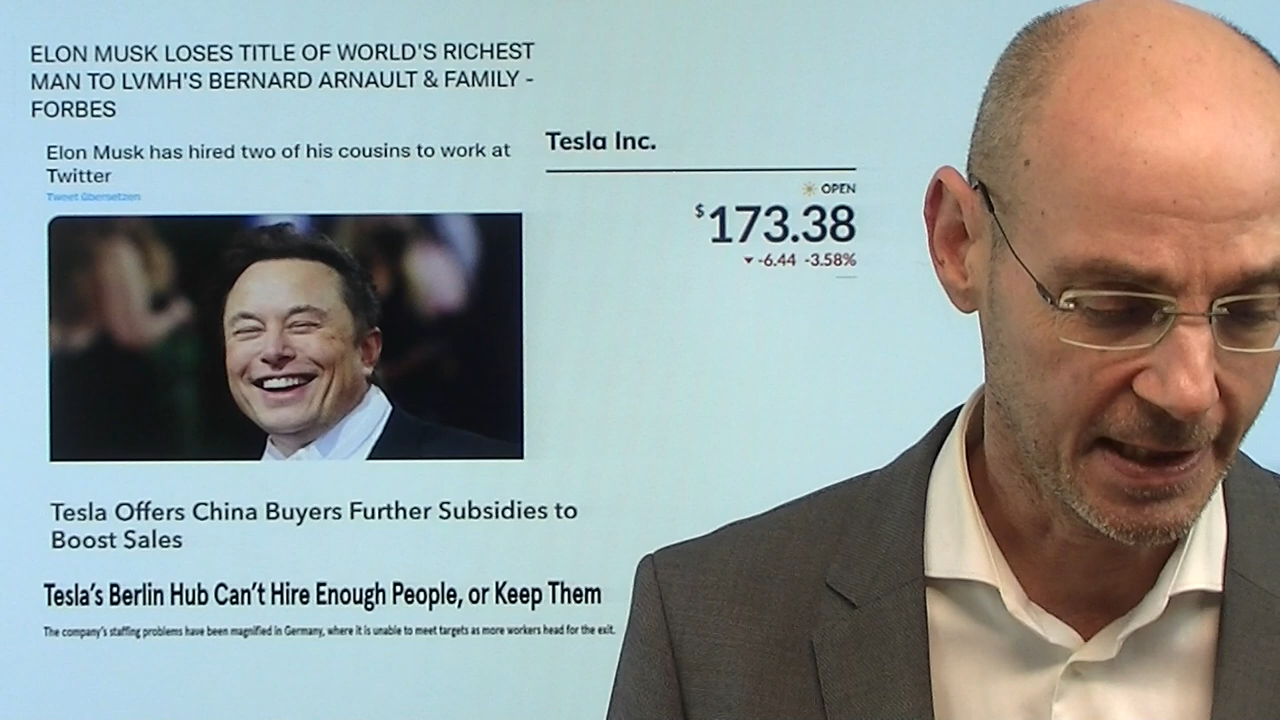 ELON MUSK LOSES TITLE OF WORLD'S RICHEST
MAN TO LVMH'S BERNARD ARNAULT & FAMILY -
FORBES
Elon Musk has hired two of his cousins to work at
Twitter
Tweet übersetzen
Tesla Inc.
OPEN
$173.38
▼ -6.44 -3.58%
Tesla Offers China Buyers Further Subsidies to
Boost Sales
Tesla's Berlin Hub Can't Hire Enough People, or Keep Them
The company's staffing problems have been magnified in Germany, where it is unable to meet targets as more workers head for the exit.